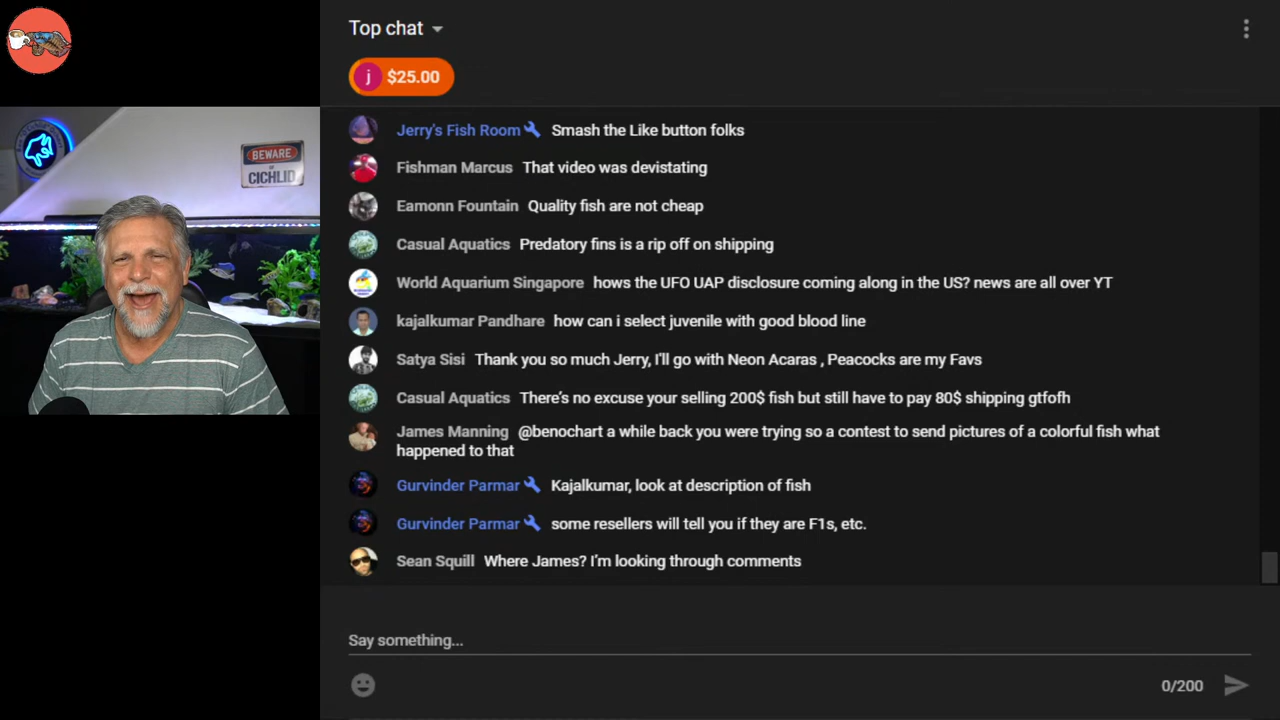 Top chat
j $25.00
BEWARE
of
CICHLID
Jerry's Fish Room Smash the Like button folks
Fishman Marcus That video was devistating
Eamonn Fountain Quality fish are not cheap
Casual Aquatics Predatory fins is a rip off on shipping
World Aquarium Singapore hows the UFO UAP disclosure coming along in the US? news are all over YT
kajalkumar Pandhare how can i select juvenile with good blood line
Satya Sisi Thank you so much Jerry, I'll go with Neon Acaras , Peacocks are my Favs
Casual Aquatics There's no excuse your selling 200$ fish but still have to pay 80$ shipping gtfofh
James Manning @benochart a while back you were trying so a contest to send pictures of a colorful fish what
happened to that
Gurvinder Parmar Kajalkumar, look at description of fish
Gurvinder Parmar some resellers will tell you if they are F1s, etc.
Sean Squill Where James? I'm looking through comments
Say something...
0/200